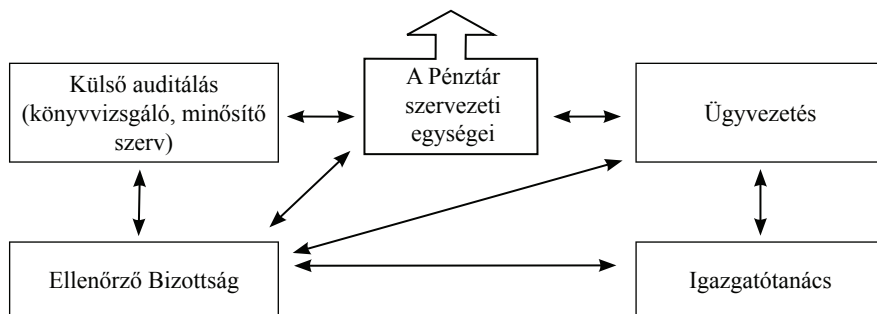 Külső auditálás
(könyvvizsgáló, minősítő
szerv)
A Pénztár
szervezeti
egységei
Ügyvezetés
Ellenőrző Bizottság
Igazgatótanács